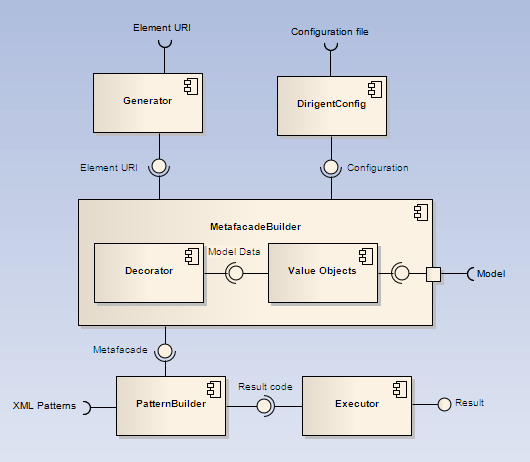 Element URI
Configuration file
Generator
DirigentConfig
Element URI
Configuration
MetafacadeBuilder
Model Data
Decorator
Value Objects
Model
Metafacade
XML Patterns
PatternBuilder
Result code
Executor
Result